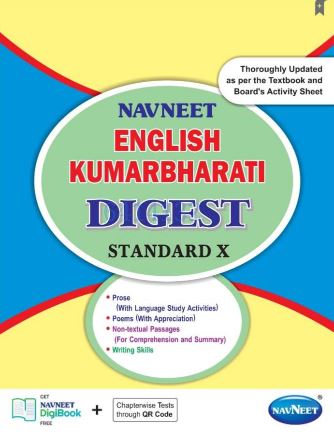 Thoroughly Updated
as per the Textbook and
Board's Activity Sheet
NAVNEET
ENGLISH
KUMARBHARATI
DIGEST
STANDARD X
• Prose
(With Language Study Activities)
• Poems (With Appreciation)
• Non-textual Passages
(For Comprehension and Summary)
• Writing Skills
GET
NAVNEET
DigiBook
FREE
+
Chapterwise Tests
through QR Code
NAVNEET
®